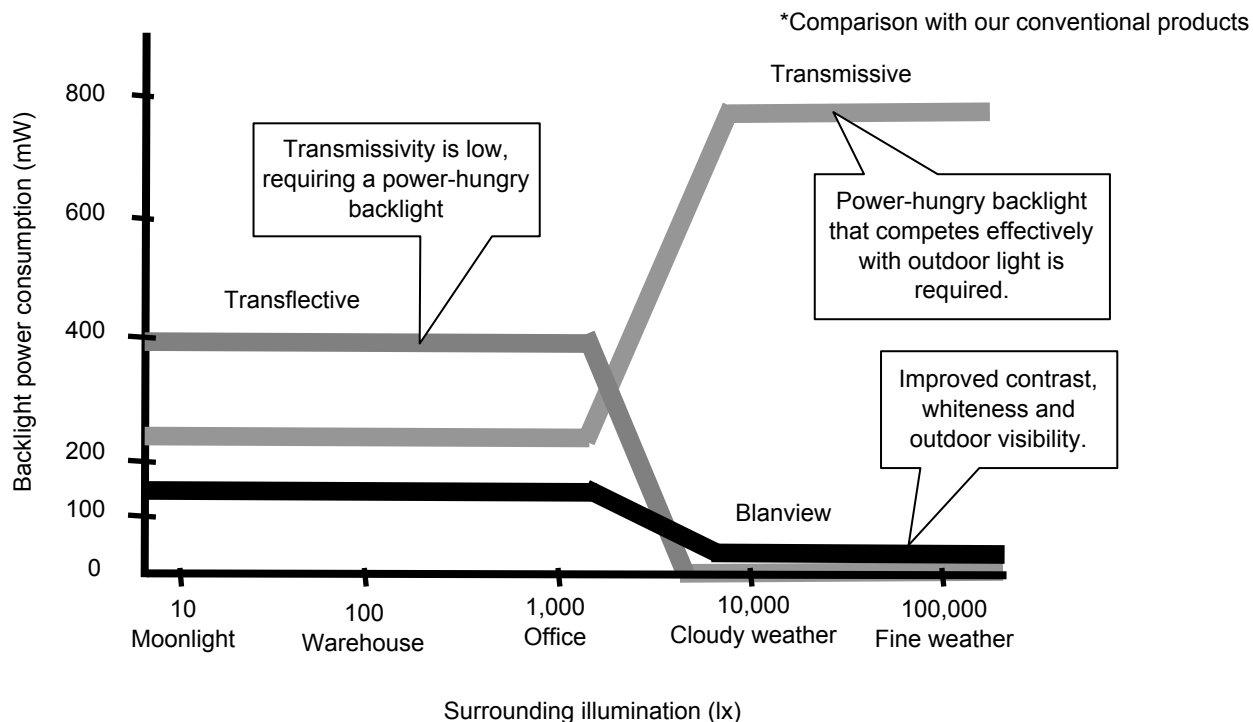 *Comparison with our conventional products
Transmissive
Backlight power consumption (mW)
800
600
400
200
100
0
Transmissivity is low,
requiring a power-hungry
backlight
Power-hungry backlight
that competes effectively
with outdoor light is
required.
Transflective
Improved contrast,
whiteness and
outdoor visibility.
Blanview
10
Moonlight
100
Warehouse
1,000
Office
10,000
Cloudy weather
100,000
Fine weather
Surrounding illumination (lx)